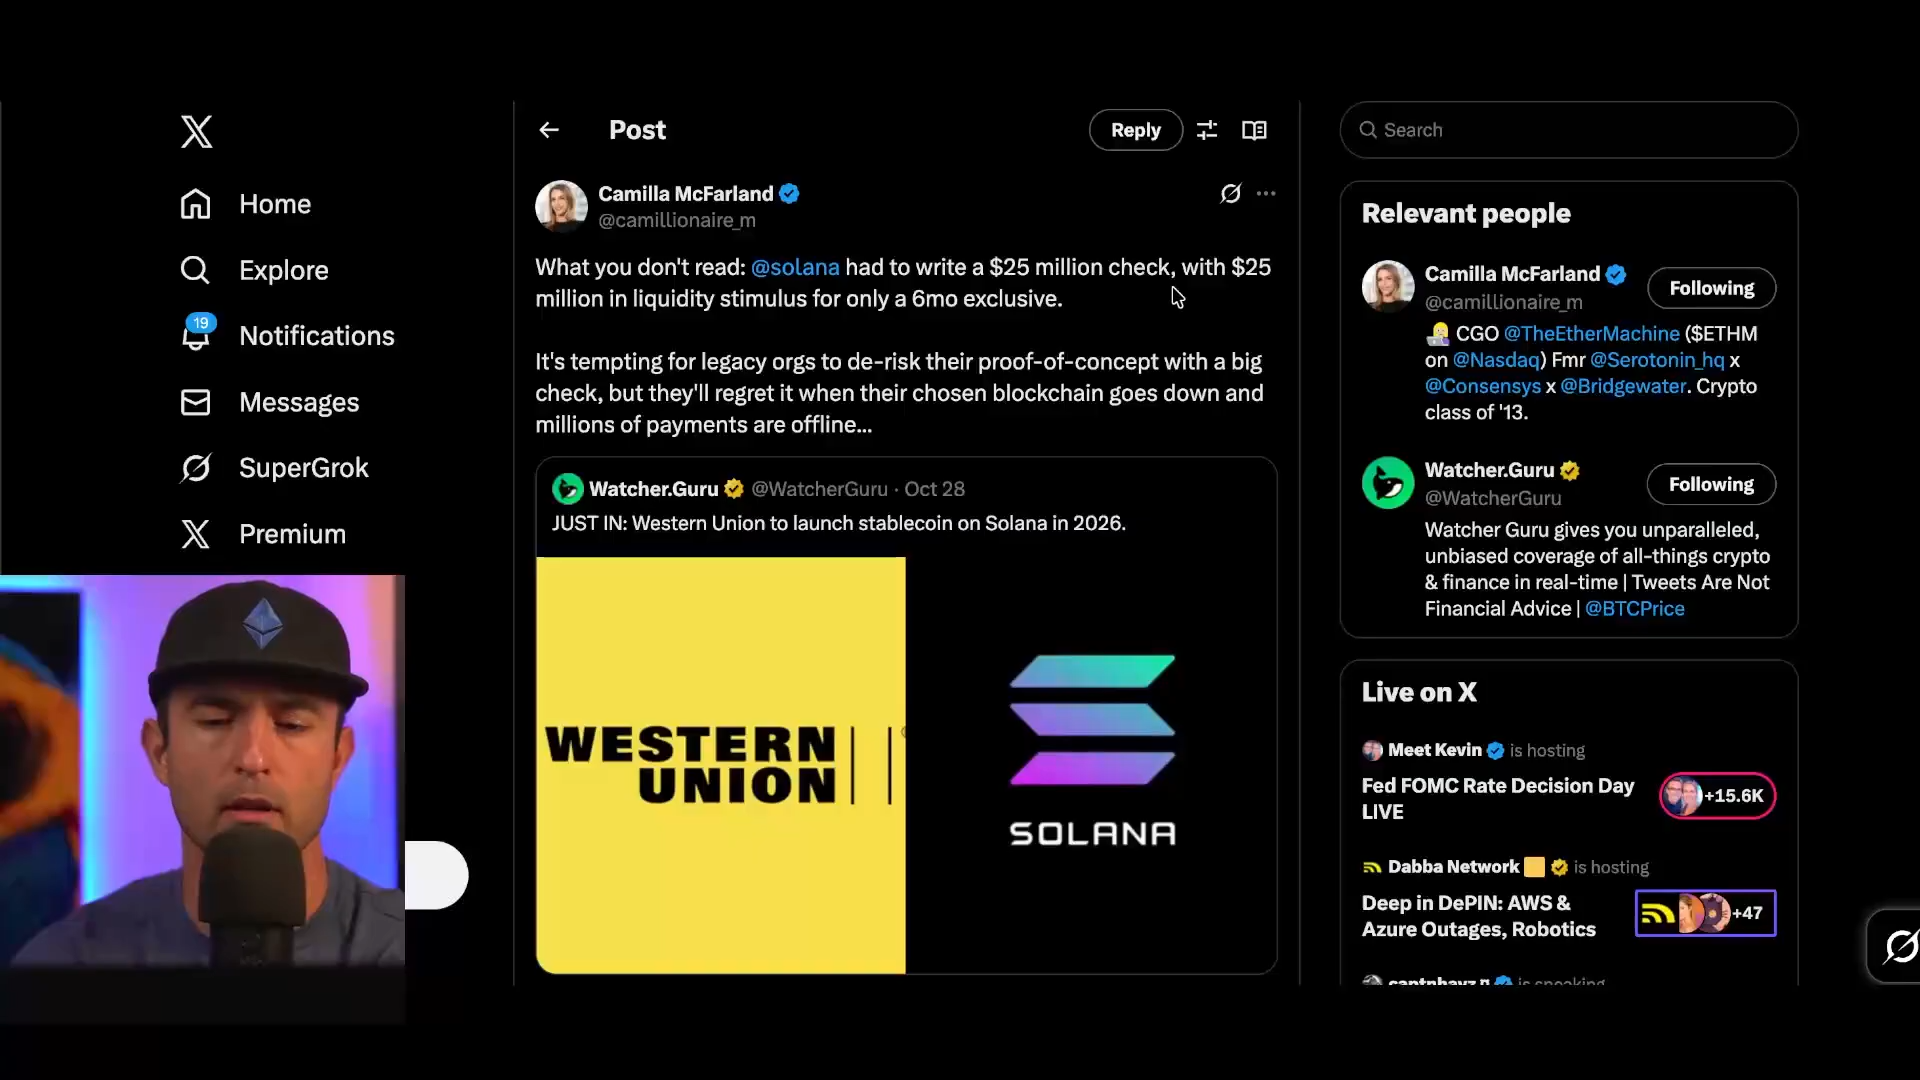 Home
Explore
19
Notifications
Messages
SuperGrok
Premium
Post
Reply
Camilla McFarland
@camillionaire_m
What you don't read: @solana had to write a $25 million check, with $25
million in liquidity stimulus for only a 6mo exclusive.
It's tempting for legacy orgs to de-risk their proof-of-concept with a big
check, but they'll regret it when their chosen blockchain goes down and
millions of payments are offline...
Watcher.Guru @WatcherGuru · Oct 28
JUST IN: Western Union to launch stablecoin on Solana in 2026.
WESTERN
UNION
SOLANA
Search
Relevant people
Camilla McFarland
@camillionaire_m
Following
CGO @TheEtherMachine ($ETHM
on @Nasdaq) Fmr @Serotonin_hq x
@Consensys x @Bridgewater. Crypto
class of '13.
Watcher.Guru
@WatcherGuru
Following
Watcher Guru gives you unparalleled,
unbiased coverage of all-things crypto
& finance in real-time | Tweets Are Not
Financial Advice | @BTCPrice
Live on X
Meet Kevin is hosting
Fed FOMC Rate Decision Day
LIVE
+15.6K
Dabba Network is hosting
Deep in DePIN: AWS &
Azure Outages, Robotics
+47
is speaking